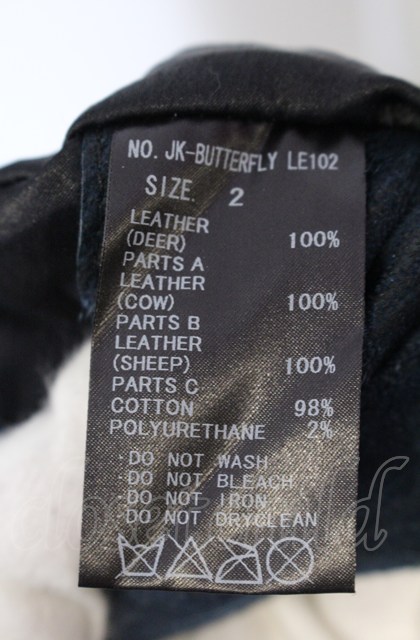 NO. JK-BUTTERFLY LE102
SIZE. 2
LEATHER
(DEER) 100%
PARTS A
LEATHER
(COW) 100%
PARTS B
LEATHER
(SHEEP) 100%
PARTS C
COTTON 98%
POLYURETHANE 2%
·DO NOT WASH
·DO NOT BLEACH
·DO NOT IRON
·DO NOT DRYCLEAN